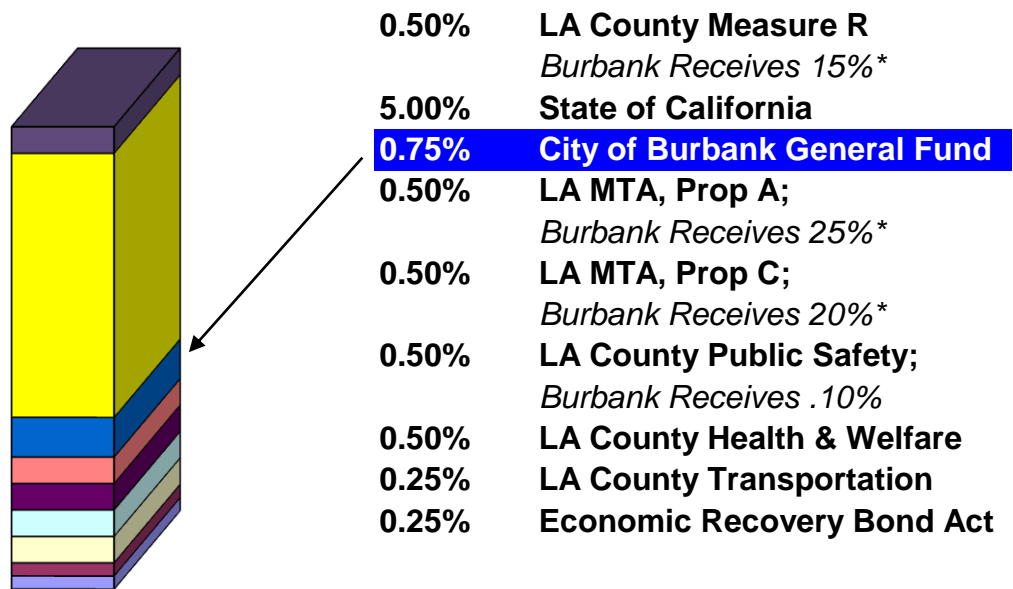 0.50% LA County Measure R
Burbank Receives 15%*
5.00% State of California
0.75% City of Burbank General Fund
0.50% LA MTA, Prop A;
Burbank Receives 25%*
0.50% LA MTA, Prop C;
Burbank Receives 20%*
0.50% LA County Public Safety;
Burbank Receives .10%
0.50% LA County Health & Welfare
0.25% LA County Transportation
0.25% Economic Recovery Bond Act